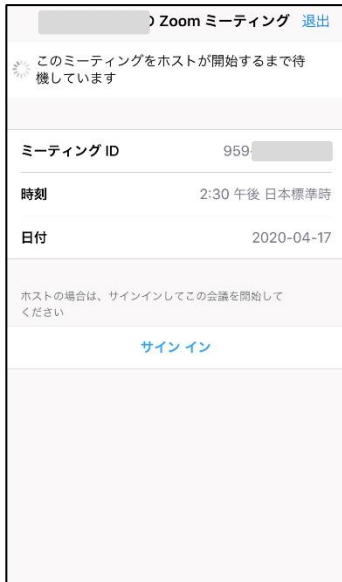 Zoom ミーティング 退出
このミーティングをホストが開始するまで待
機しています
ミーティング ID 959-
時刻 2:30 午後 日本標準時
日付 2020-04-17
ホストの場合は、サインインしてこの会議を開始して
ください
サイン イン